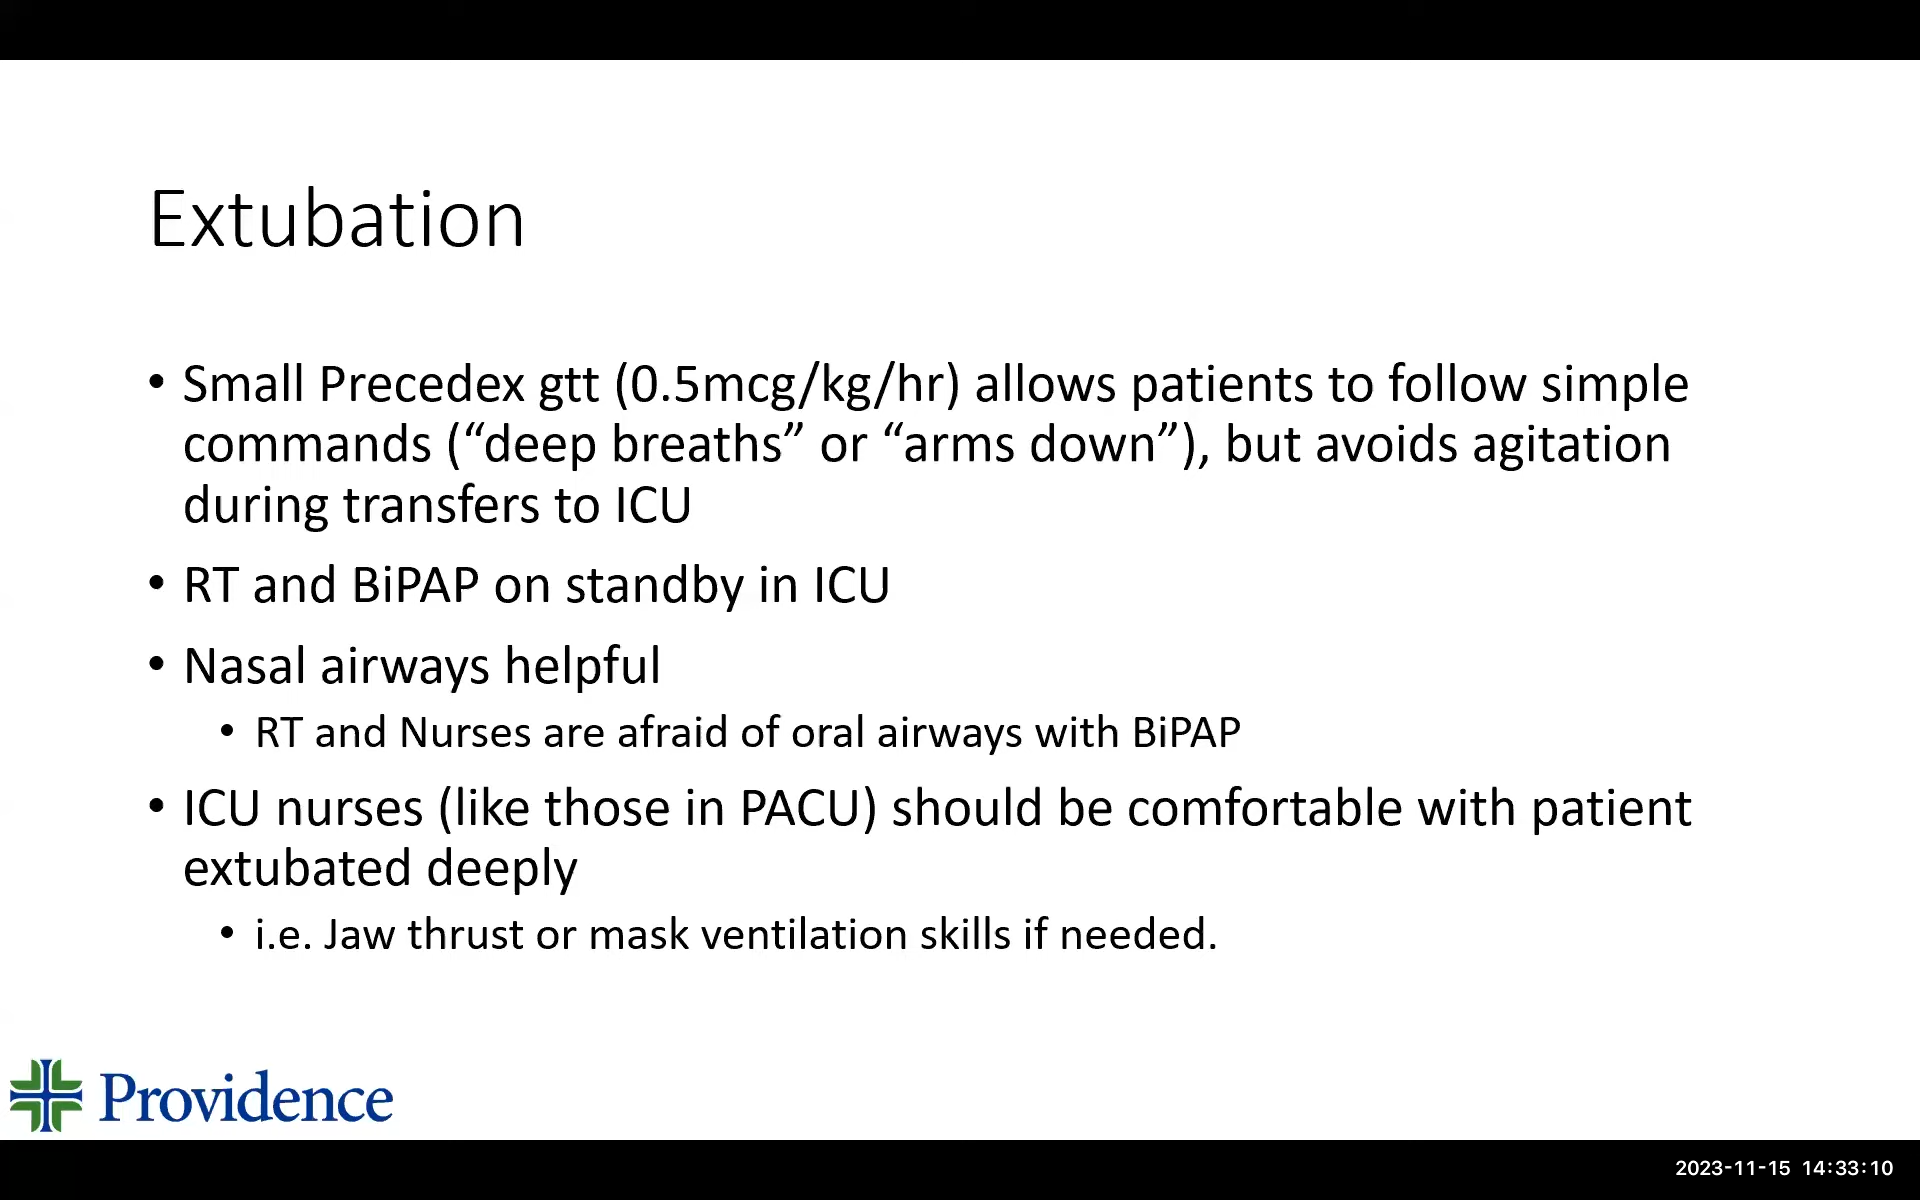 Extubation
• Small Precedex gtt (0.5mcg/kg/hr) allows patients to follow simple
commands (“deep breaths” or “arms down”), but avoids agitation
during transfers to ICU
• RT and BiPAP on standby in ICU
• Nasal airways helpful
• RT and Nurses are afraid of oral airways with BiPAP
• ICU nurses (like those in PACU) should be comfortable with patient
extubated deeply
• i.e. Jaw thrust or mask ventilation skills if needed.
Providence
2023-11-15 14:33:10